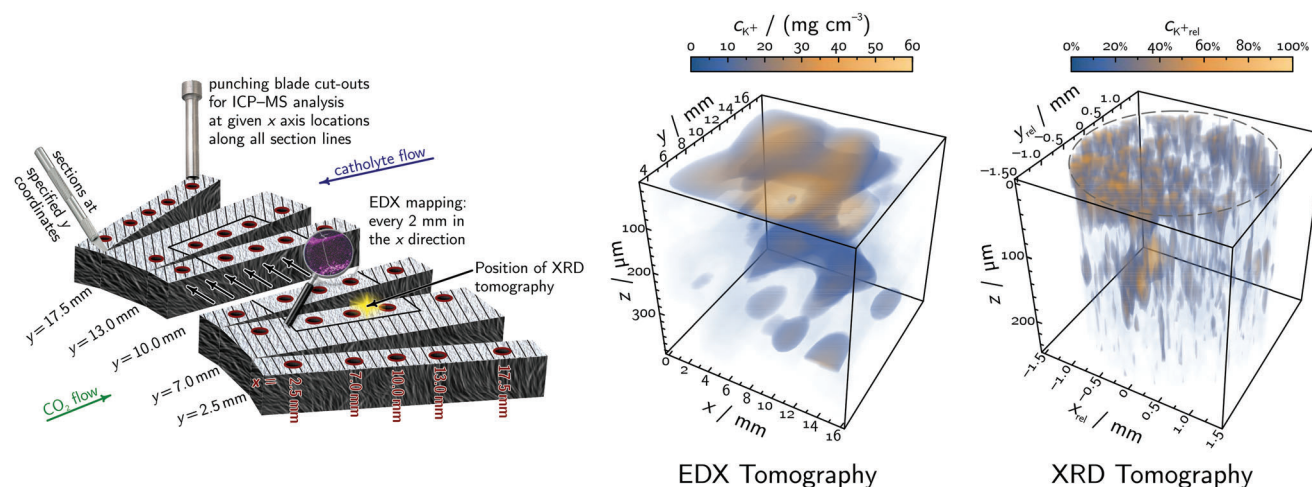 punching blade cut-outs
for ICP–MS analysis
at given x axis locations
along all section lines
sections at
specified y
coordinates
catholyte flow
EDX mapping:
every 2 mm in
the x direction
Position of XRD
tomography
y = 17.5 mm
y = 13.0 mm
y = 10.0 mm
y = 7.0 mm
y = 2.5 mm
CO₂ flow
x =
2.5 mm
7.0 mm
10.0 mm
13.0 mm
17.5 mm
cK+ / (mg cm⁻³)
0 10 20 30 40 50 60
y / mm
4 6 8 10 12 14 16
z / µm
100
200
300
0 2 4 6 8 10 12 14 16
x / mm
EDX Tomography
cK+rel
0% 20% 40% 60% 80% 100%
yrel / mm
−1.50 −1.0 −0.5 0 0.5 1.0
z / µm
0
100
200
−1.5 −1.0 −0.5 0 0.5 1.0 1.5
xrel / mm
XRD Tomography